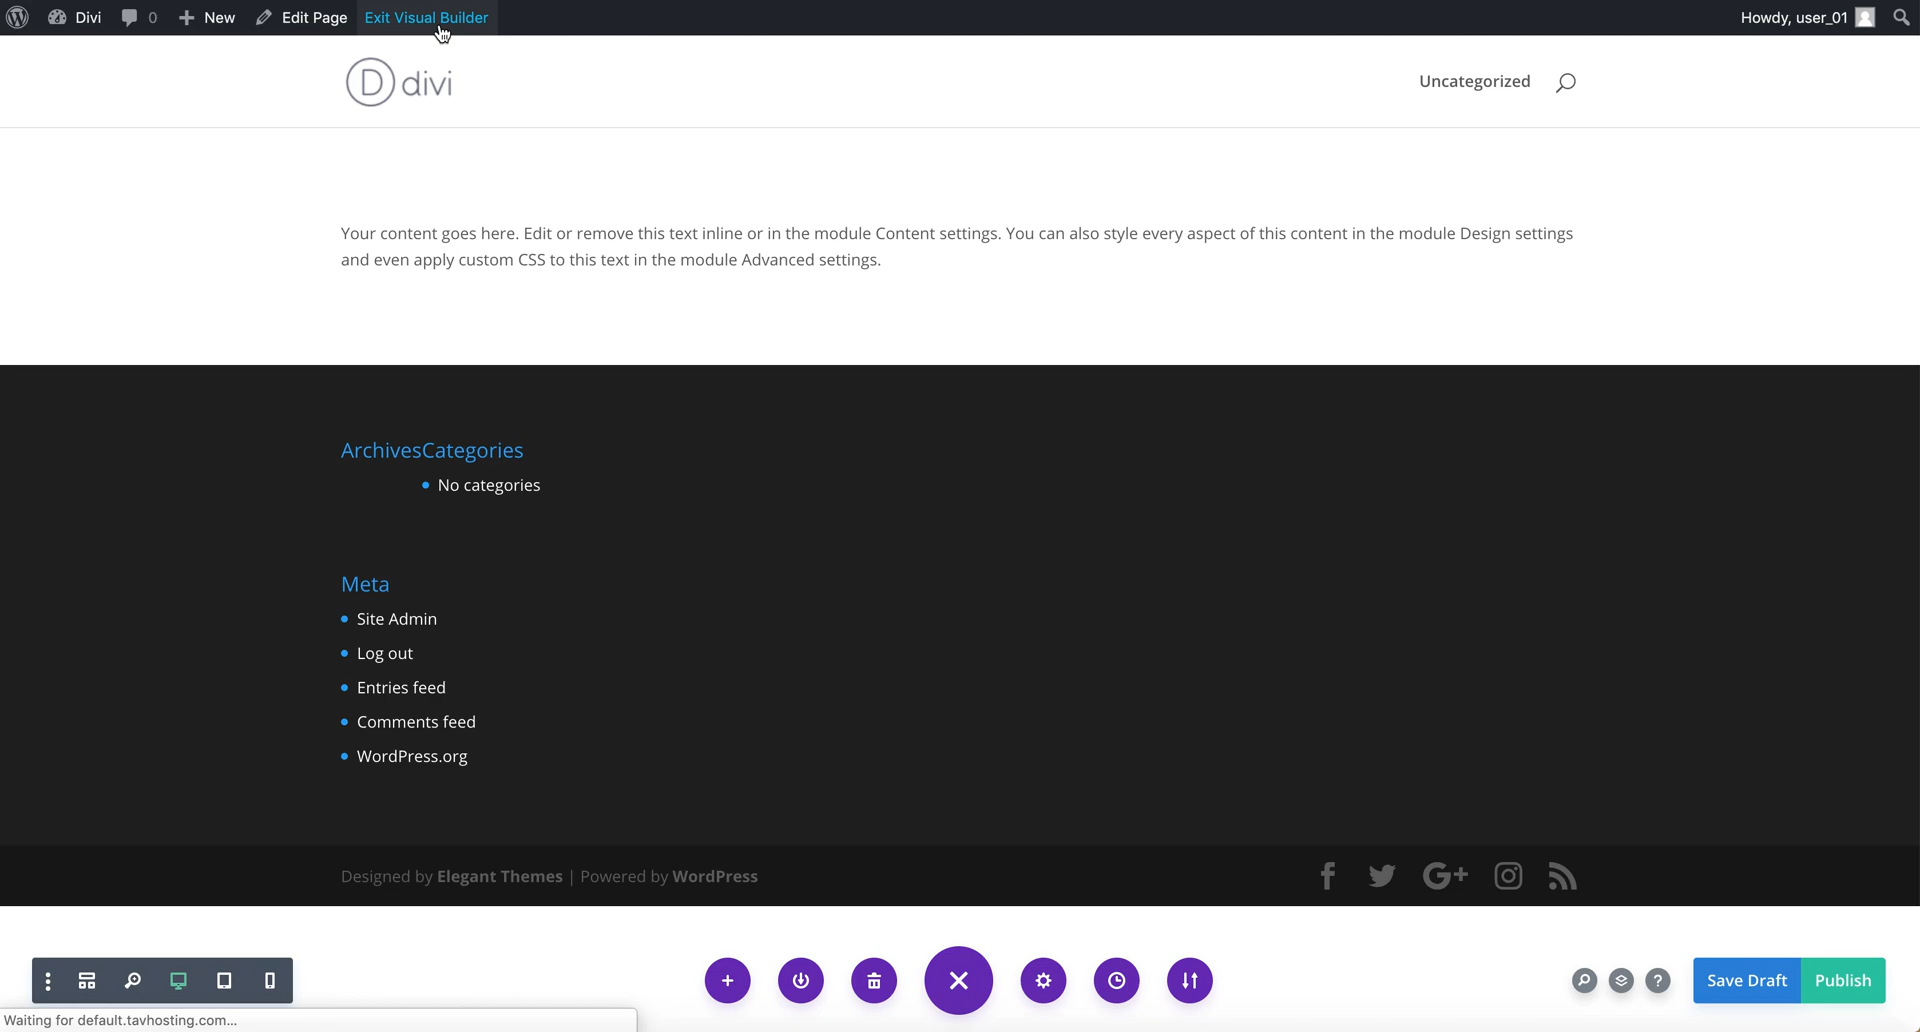 Divi 0 New Edit Page Exit Visual Builder Howdy, user_01
D divi
Uncategorized
Your content goes here. Edit or remove this text inline or in the module Content settings. You can also style every aspect of this content in the module Design settings
and even apply custom CSS to this text in the module Advanced settings.
ArchivesCategories
No categories
Meta
Site Admin
Log out
Entries feed
Comments feed
WordPress.org
Designed by Elegant Themes | Powered by WordPress
Save Draft Publish
Waiting for default.tavhosting.com...